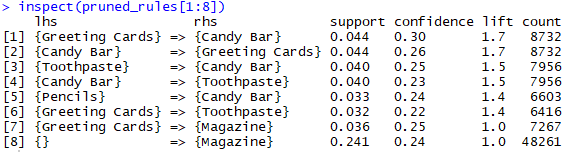 > inspect(pruned_rules[1:8])
    lhs                 rhs              support confidence lift count
[1] {Greeting Cards} => {Candy Bar}      0.044   0.30       1.7   8732
[2] {Candy Bar}      => {Greeting Cards} 0.044   0.26       1.7   8732
[3] {Toothpaste}     => {Candy Bar}      0.040   0.25       1.5   7956
[4] {Candy Bar}      => {Toothpaste}     0.040   0.23       1.5   7956
[5] {Pencils}        => {Candy Bar}      0.033   0.24       1.4   6603
[6] {Greeting Cards} => {Toothpaste}     0.032   0.22       1.4   6416
[7] {Greeting Cards} => {Magazine}       0.036   0.25       1.0   7267
[8] {}               => {Magazine}       0.241   0.24       1.0  48261